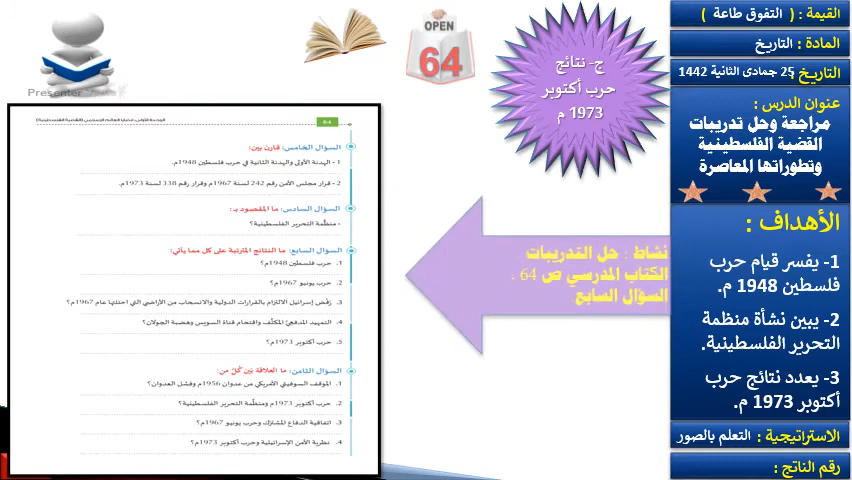 القيمة : ( التفوق طاعة )
المادة : التاريخ
التاريخ : 25 جمادى الثانية 1442
عنوان الدرس :
مراجعة وحل تدريبات
القضية الفلسطينية
وتطوراتها المعاصرة
الأهداف :
1- يفسر قيام حرب
فلسطين 1948 م.
2- يبين نشأة منظمة
التحرير الفلسطينية.
3- يعدد نتائج حرب
أكتوبر 1973 م.
الاستراتيجية : التعلم بالصور
رقم الناتج :
ج- نتائج
حرب أكتوبر
1973 م
OPEN
64
Presenter
نشاط : حل التدريبات
الكتاب المدرسي ص 64 .
السؤال السابع
السؤال الخامس: قارن بين:
1 - الهدنة الأولى والهدنة الثانية في حرب فلسطين 1948م.
2 - قرار مجلس الأمن رقم 242 لسنة 1967م وقرار رقم 338 لسنة 1973م.
السؤال السادس: ما المقصود بـ:
- منظمة التحرير الفلسطينية؟
السؤال السابع: ما النتائج المترتبة على كل مما يأتي:
1. حرب فلسطين 1948م؟
2. حرب يونيو 1967م؟
3. رفض إسرائيل الالتزام بالقرارات الدولية والانسحاب من الأراضي التي احتلتها عام 1967م؟
4. التمهيد المدفعي المكثف واقتحام قناة السويس وهضبة الجولان؟
5. حرب أكتوبر 1973م؟
السؤال الثامن: ما العلاقة بين كل من:
1. الموقف السوفيتي الأمريكي من عدوان 1956م وفشل العدوان؟
2. حرب أكتوبر 1973م ومنظمة التحرير الفلسطينية؟
3. اتفاقية الدفاع المشترك وحرب يونيو 1967م؟
4. نظرية الأمن الإسرائيلية وحرب أكتوبر 1973م؟